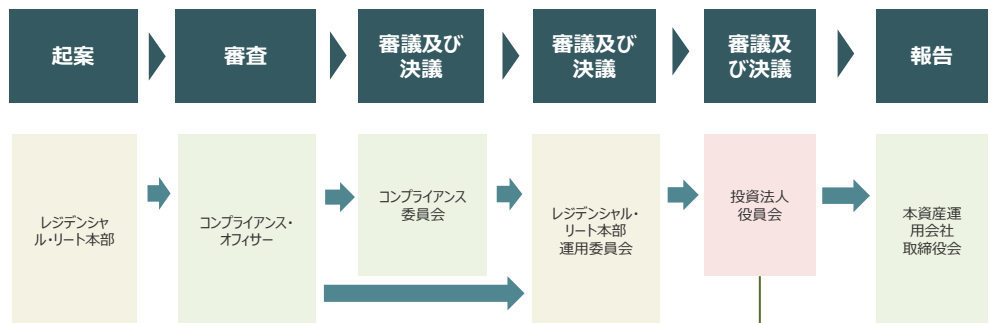 起案
審査
審議及び
決議
審議及び
決議
審議及
び決議
報告
レジデンシャ
ル・リート本部
コンプライアンス・
オフィサー
コンプライアンス
委員会
レジデンシャル・
リート本部
運用委員会
投資法人
役員会
本資産運
用会社
取締役会